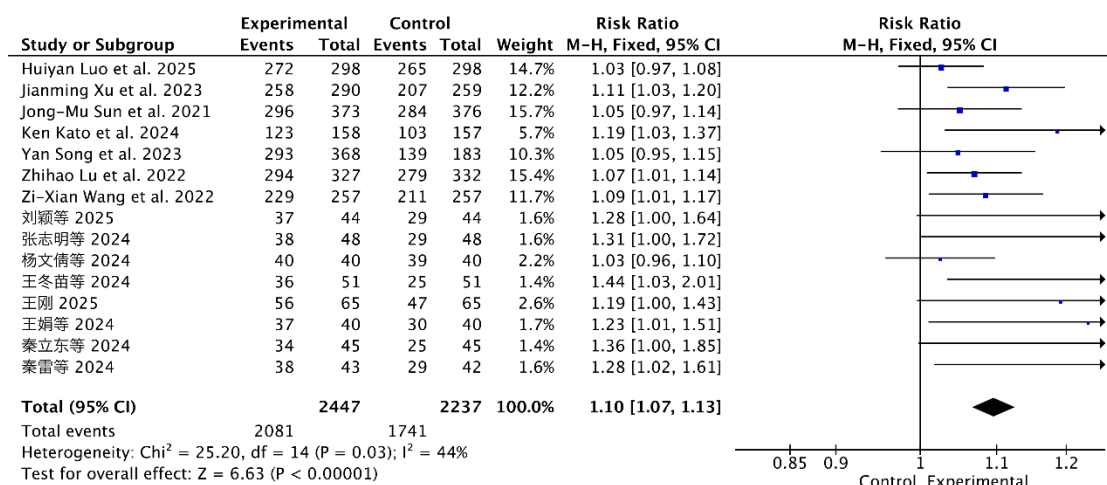 Experimental Control Risk Ratio Risk Ratio
Study or Subgroup Events Total Events Total Weight M-H, Fixed, 95% CI M-H, Fixed, 95% CI
Huiyan Luo et al. 2025 272 298 265 298 14.7% 1.03 [0.97, 1.08]
Jianming Xu et al. 2023 258 290 207 259 12.2% 1.11 [1.03, 1.20]
Jong-Mu Sun et al. 2021 296 373 284 376 15.7% 1.05 [0.97, 1.14]
Ken Kato et al. 2024 123 158 103 157 5.7% 1.19 [1.03, 1.37]
Yan Song et al. 2023 293 368 139 183 10.3% 1.05 [0.95, 1.15]
Zhihao Lu et al. 2022 294 327 279 332 15.4% 1.07 [1.01, 1.14]
Zi-Xian Wang et al. 2022 229 257 211 257 11.7% 1.09 [1.01, 1.17]
刘颖等 2025 37 44 29 44 1.6% 1.28 [1.00, 1.64]
张志明等 2024 38 48 29 48 1.6% 1.31 [1.00, 1.72]
杨文倩等 2024 40 40 39 40 2.2% 1.03 [0.96, 1.10]
王冬苗等 2024 36 51 25 51 1.4% 1.44 [1.03, 2.01]
王刚 2025 56 65 47 65 2.6% 1.19 [1.00, 1.43]
王娟等 2024 37 40 30 40 1.7% 1.23 [1.01, 1.51]
秦立东等 2024 34 45 25 45 1.4% 1.36 [1.00, 1.85]
秦雷等 2024 38 43 29 42 1.6% 1.28 [1.02, 1.61]
Total (95% CI) 2447 2237 100.0% 1.10 [1.07, 1.13]
Total events 2081 1741
Heterogeneity: Chi² = 25.20, df = 14 (P = 0.03); I² = 44%
Test for overall effect: Z = 6.63 (P < 0.00001)
0.85 0.9 1 1.1 1.2
Control Experimental